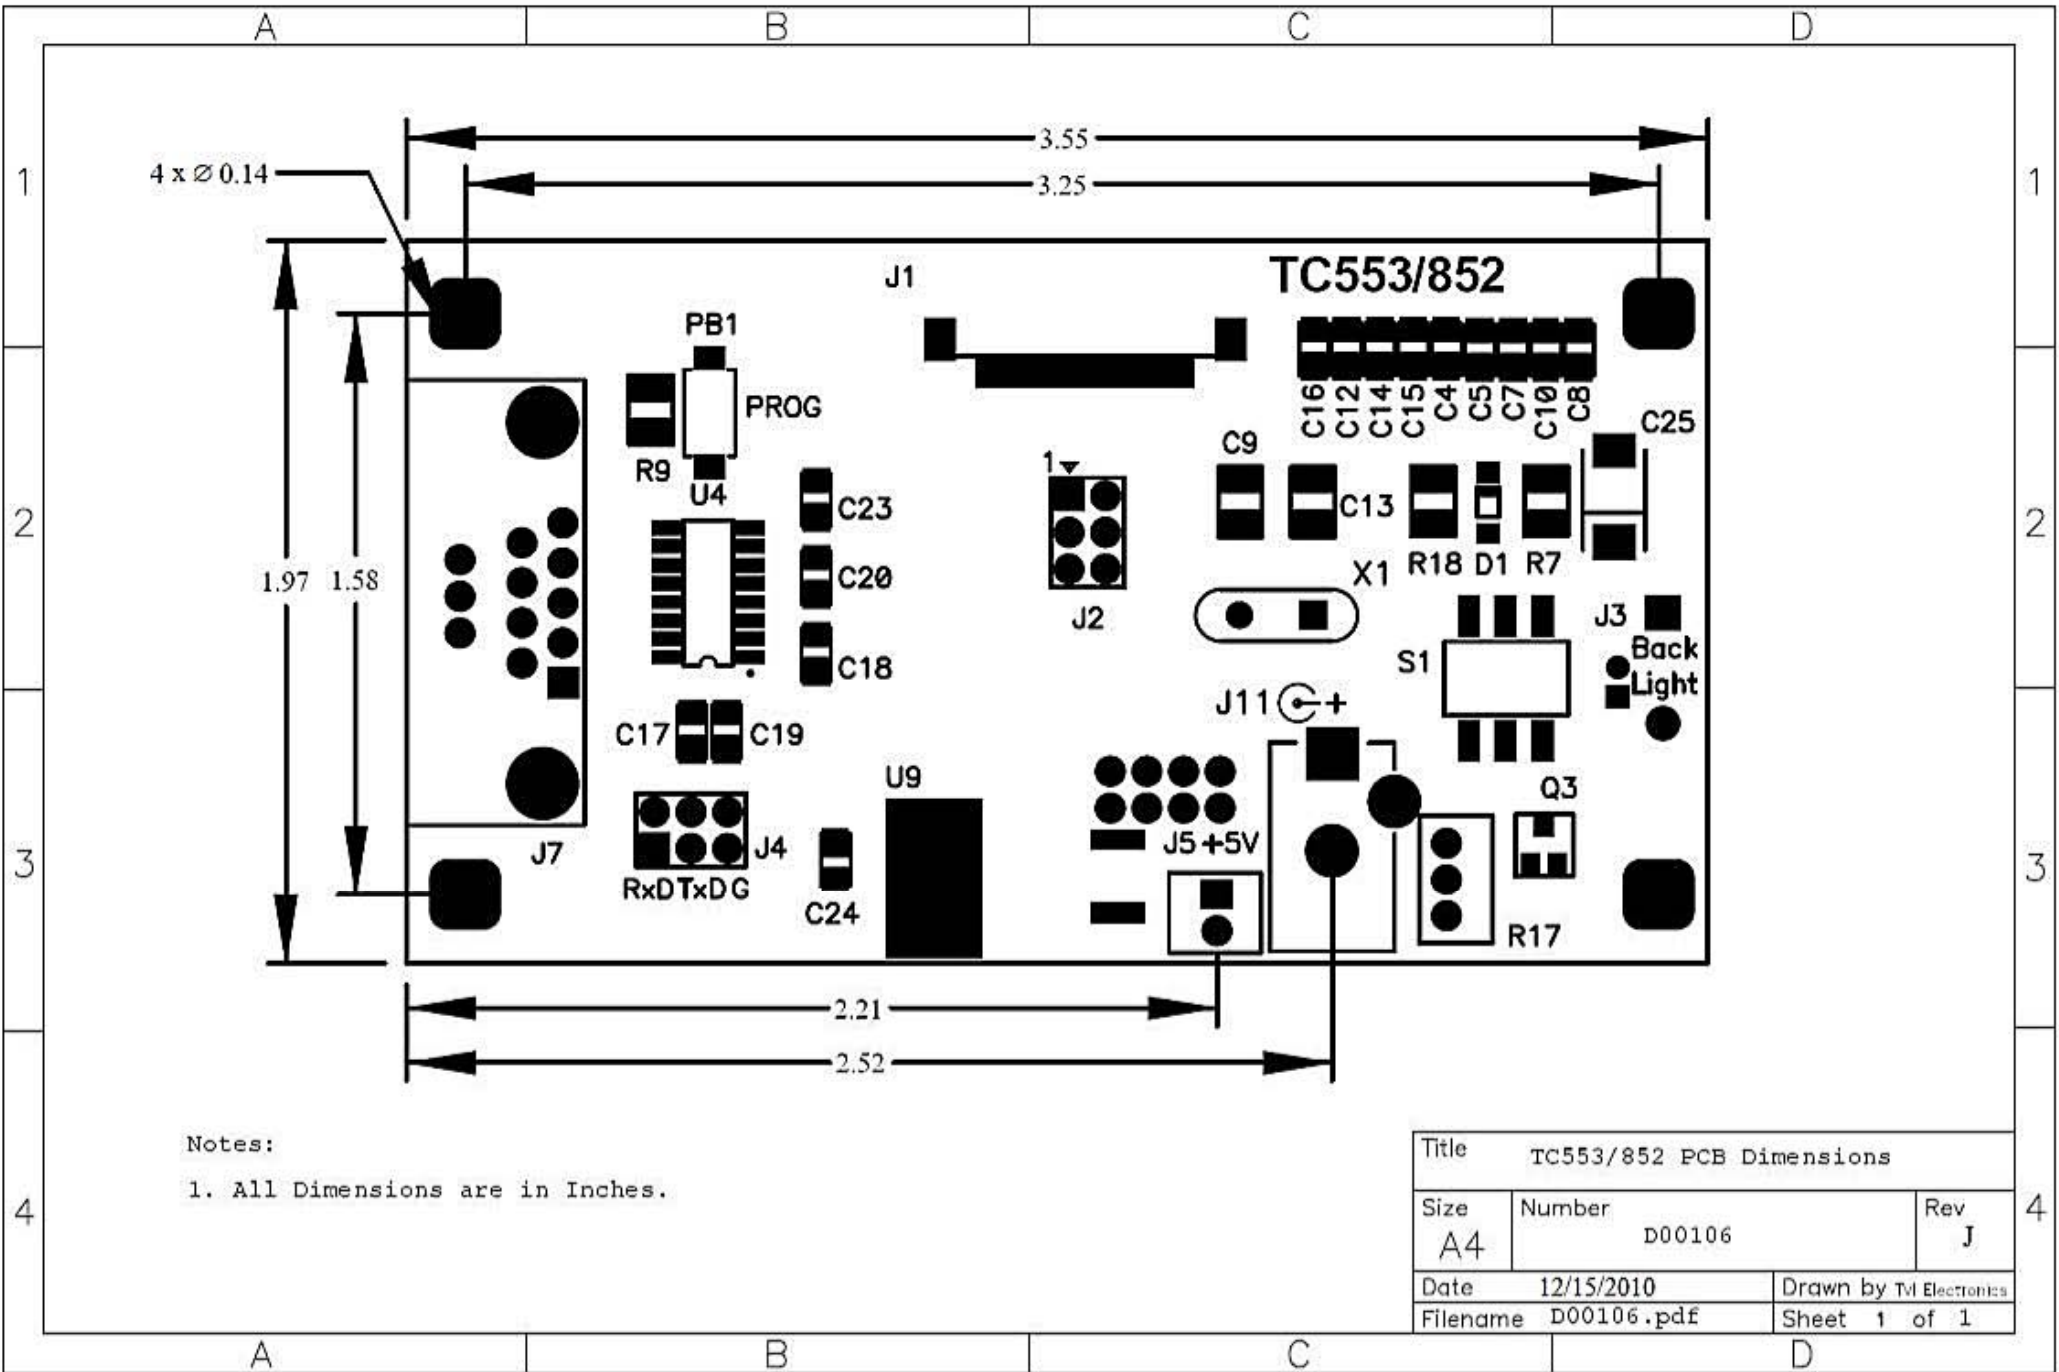 A B C D
3.55
4 x Ø 0.14
3.25
1 1
J1 TC553/852
PB1
PROG
R9
U4
C16 C12 C14 C15 C4 C5 C7 C10 C8
C25
C9
C13
1
C23
2 2
1.97 1.58
C20
J2
X1
R18 D1 R7
J3
Back
Light
S1
C18
J11 +
C17 C19
U9
Q3
J5 +5V
J7
J4
3 3
RxD TxD G
C24
R17
2.21
2.52
Notes:
1. All Dimensions are in Inches.
4 4
Title TC553/852 PCB Dimensions
Size A4
Number D00106
Rev J
Date 12/15/2010
Drawn by TVI Electronics
Filename D00106.pdf
Sheet 1 of 1
A B C D